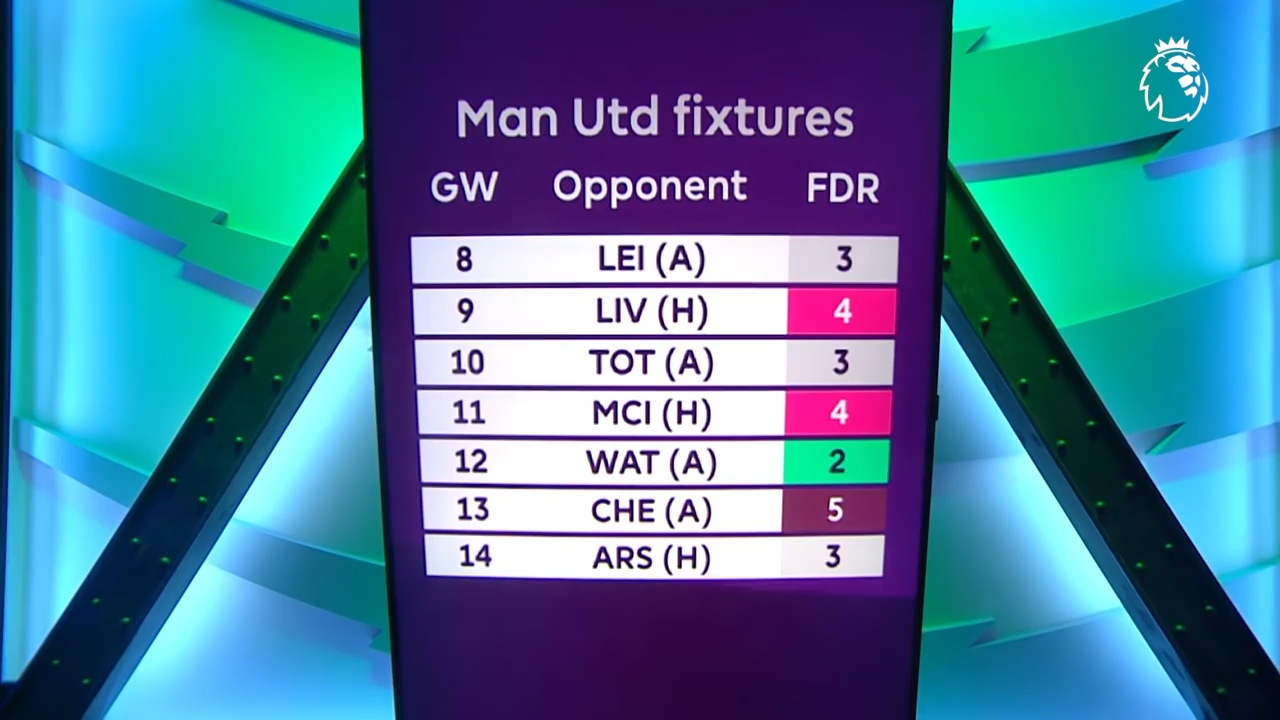 Man Utd fixtures
GW Opponent FDR
8 LEI (A) 3
9 LIV (H) 4
10 TOT (A) 3
11 MCI (H) 4
12 WAT (A) 2
13 CHE (A) 5
14 ARS (H) 3